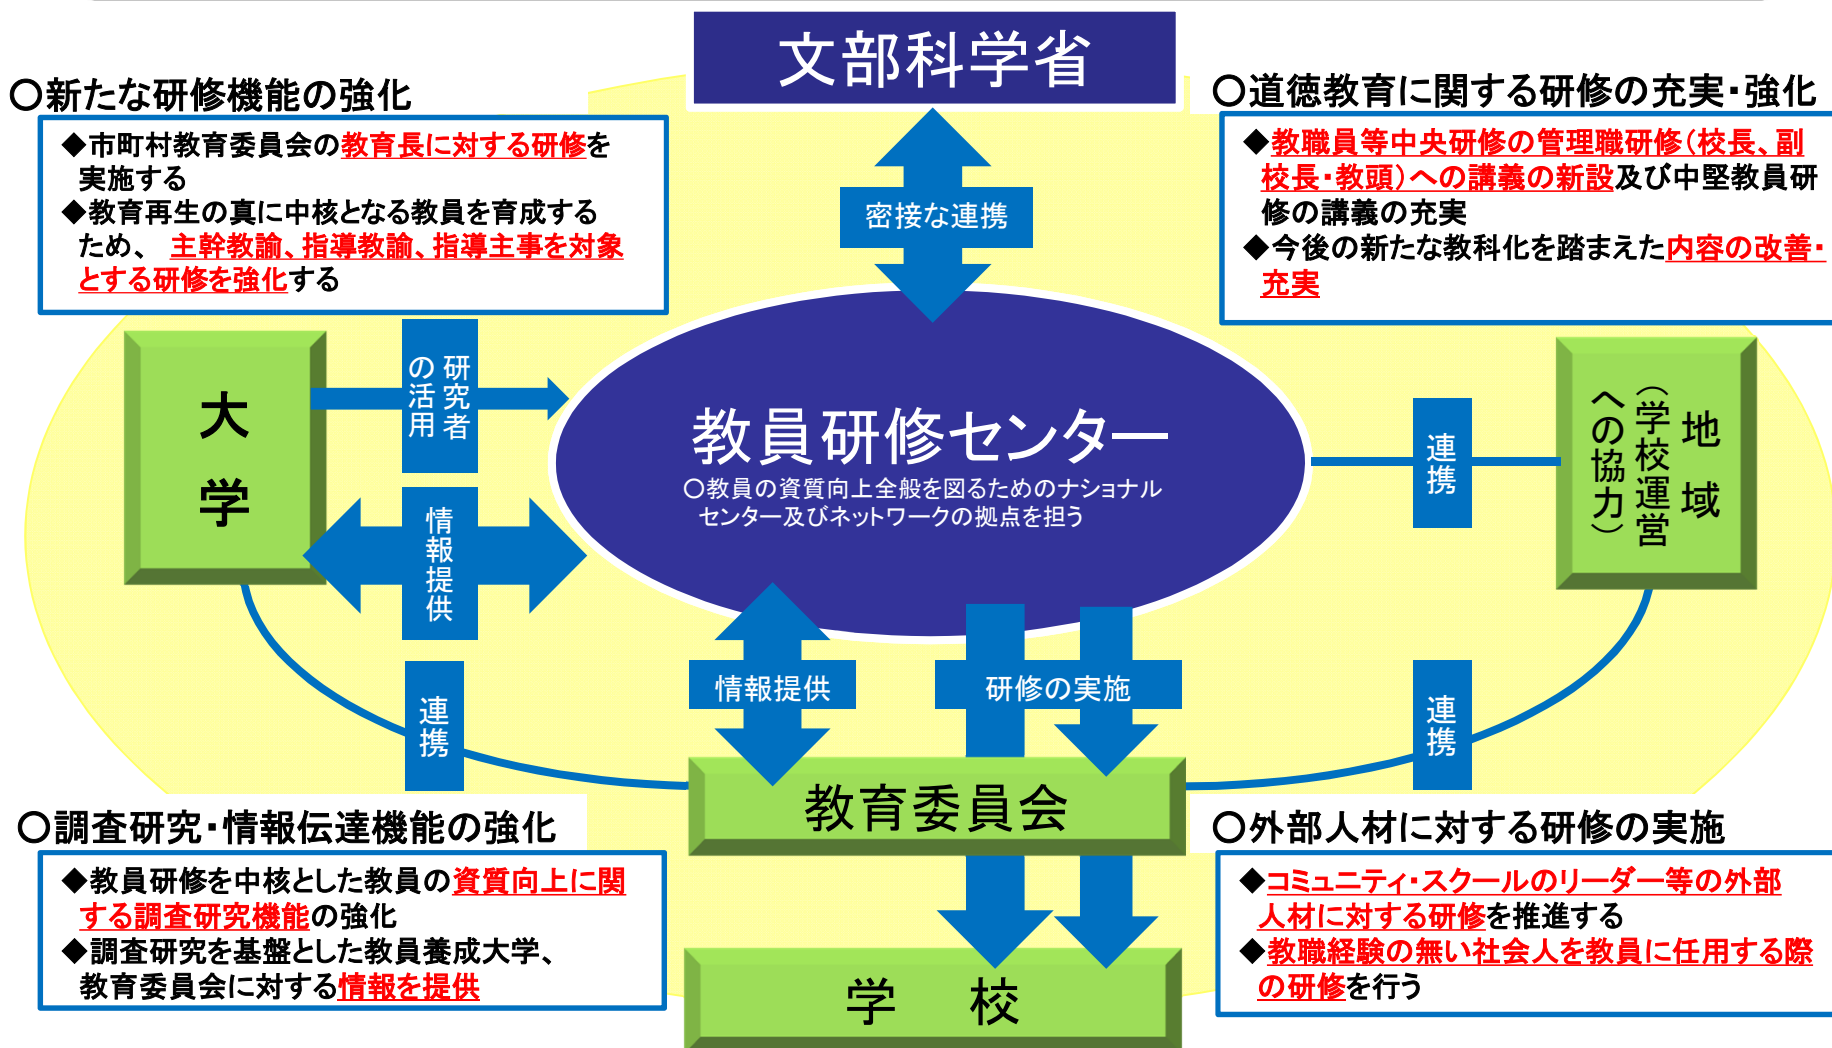 文部科学省
○新たな研修機能の強化
◆市町村教育委員会の教育長に対する研修を
実施する
◆教育再生の真に中核となる教員を育成する
ため、 主幹教諭、指導教諭、指導主事を対象
とする研修を強化する
○道徳教育に関する研修の充実・強化
◆教職員等中央研修の管理職研修（校長、副
校長・教頭）への講義の新設及び中堅教員研
修の講義の充実
◆今後の新たな教科化を踏まえた内容の改善・
充実
密接な連携
大学
研究者
の活用
情報提供
連携
教員研修センター
○教員の資質向上全般を図るためのナショナル
センター及びネットワークの拠点を担う
連携
地域
（学校運営
への協力）
連携
情報提供
研修の実施
教育委員会
学 校
○調査研究・情報伝達機能の強化
◆教員研修を中核とした教員の資質向上に関
する調査研究機能の強化
◆調査研究を基盤とした教員養成大学、
教育委員会に対する情報を提供
○外部人材に対する研修の実施
◆コミュニティ・スクールのリーダー等の外部
人材に対する研修を推進する
◆教職経験の無い社会人を教員に任用する際
の研修を行う